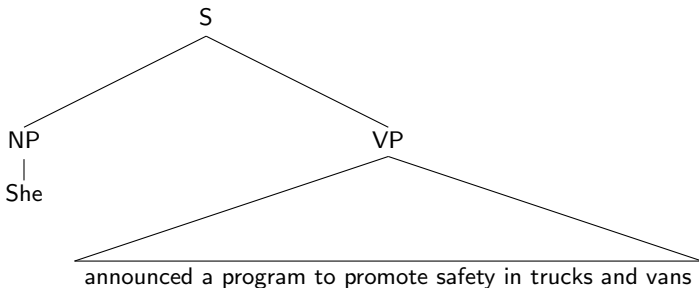 S
NP VP
She
announced a program to promote safety in trucks and vans